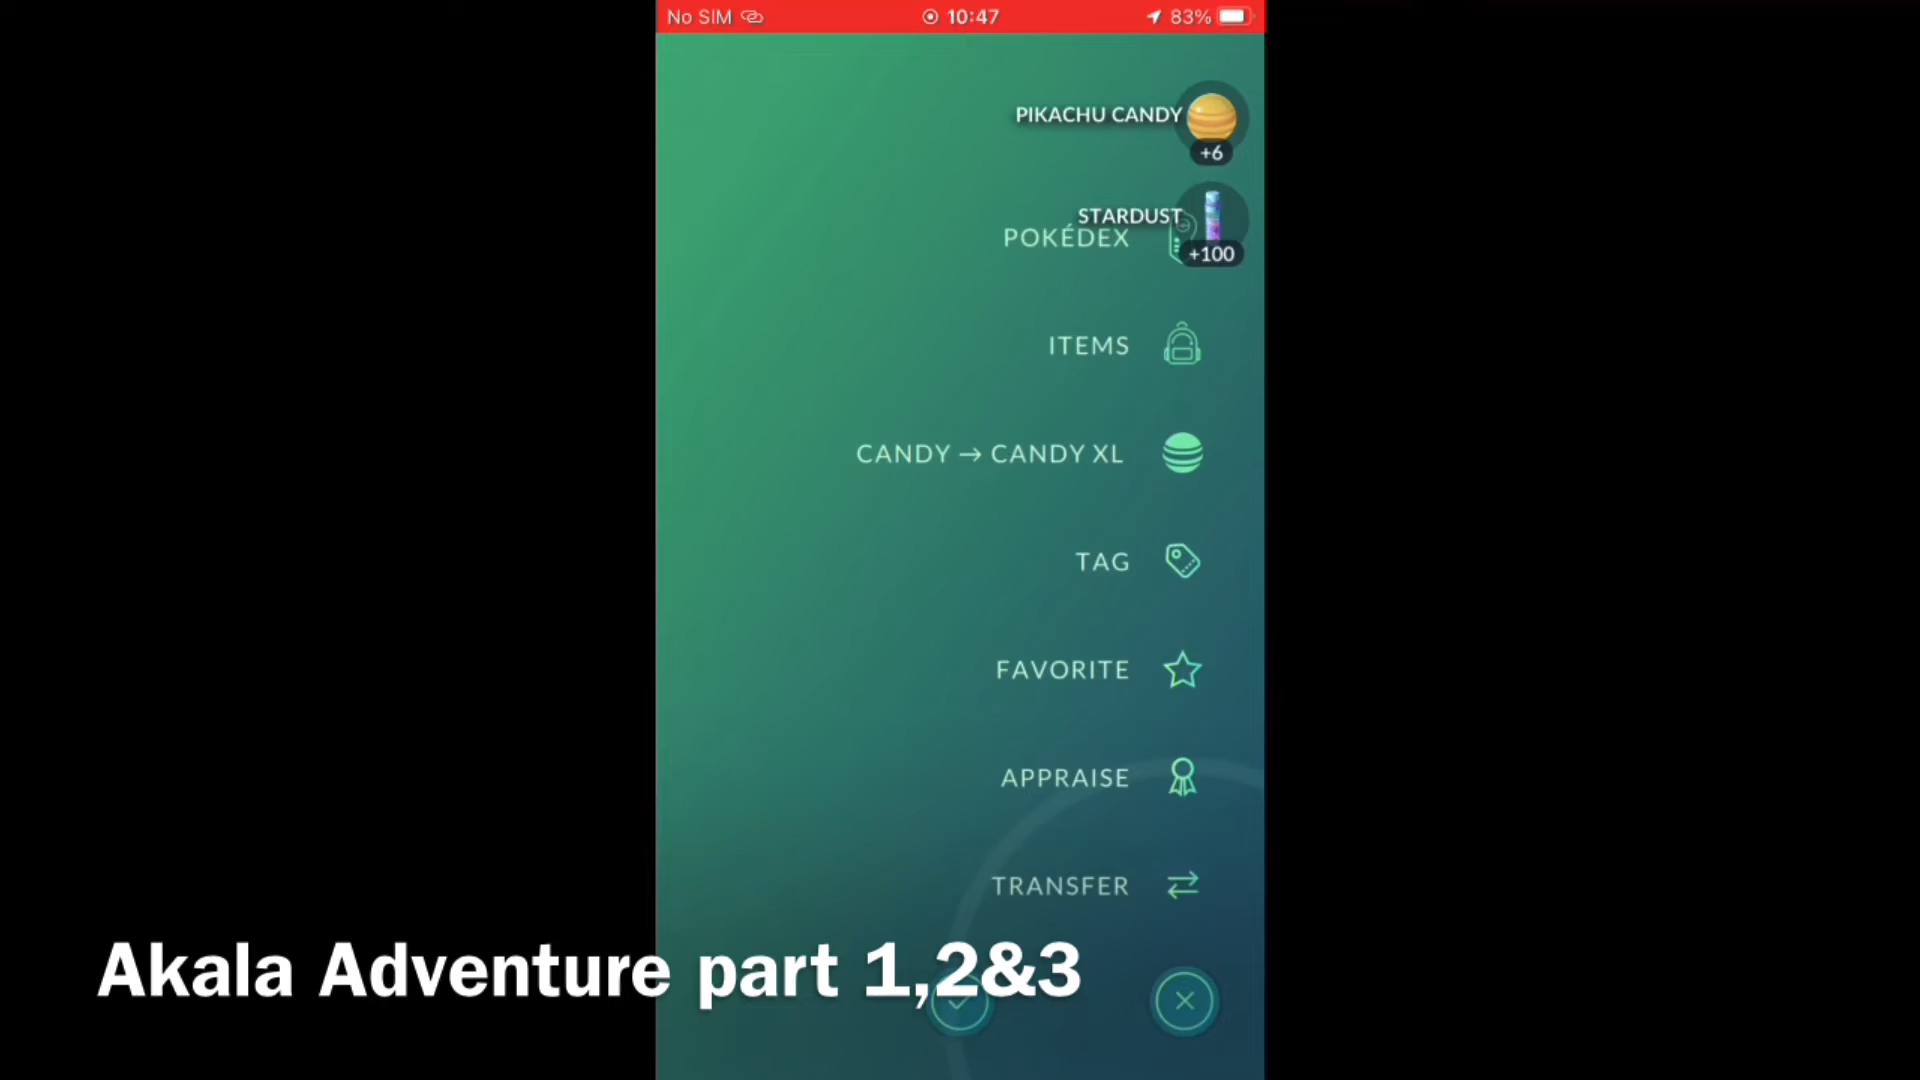 No SIM 10:47 83%
PIKACHU CANDY
+6
STARDUST
POKÉDEX
+100
ITEMS
CANDY → CANDY XL
TAG
FAVORITE
APPRAISE
TRANSFER
Akala Adventure part 1,2&3